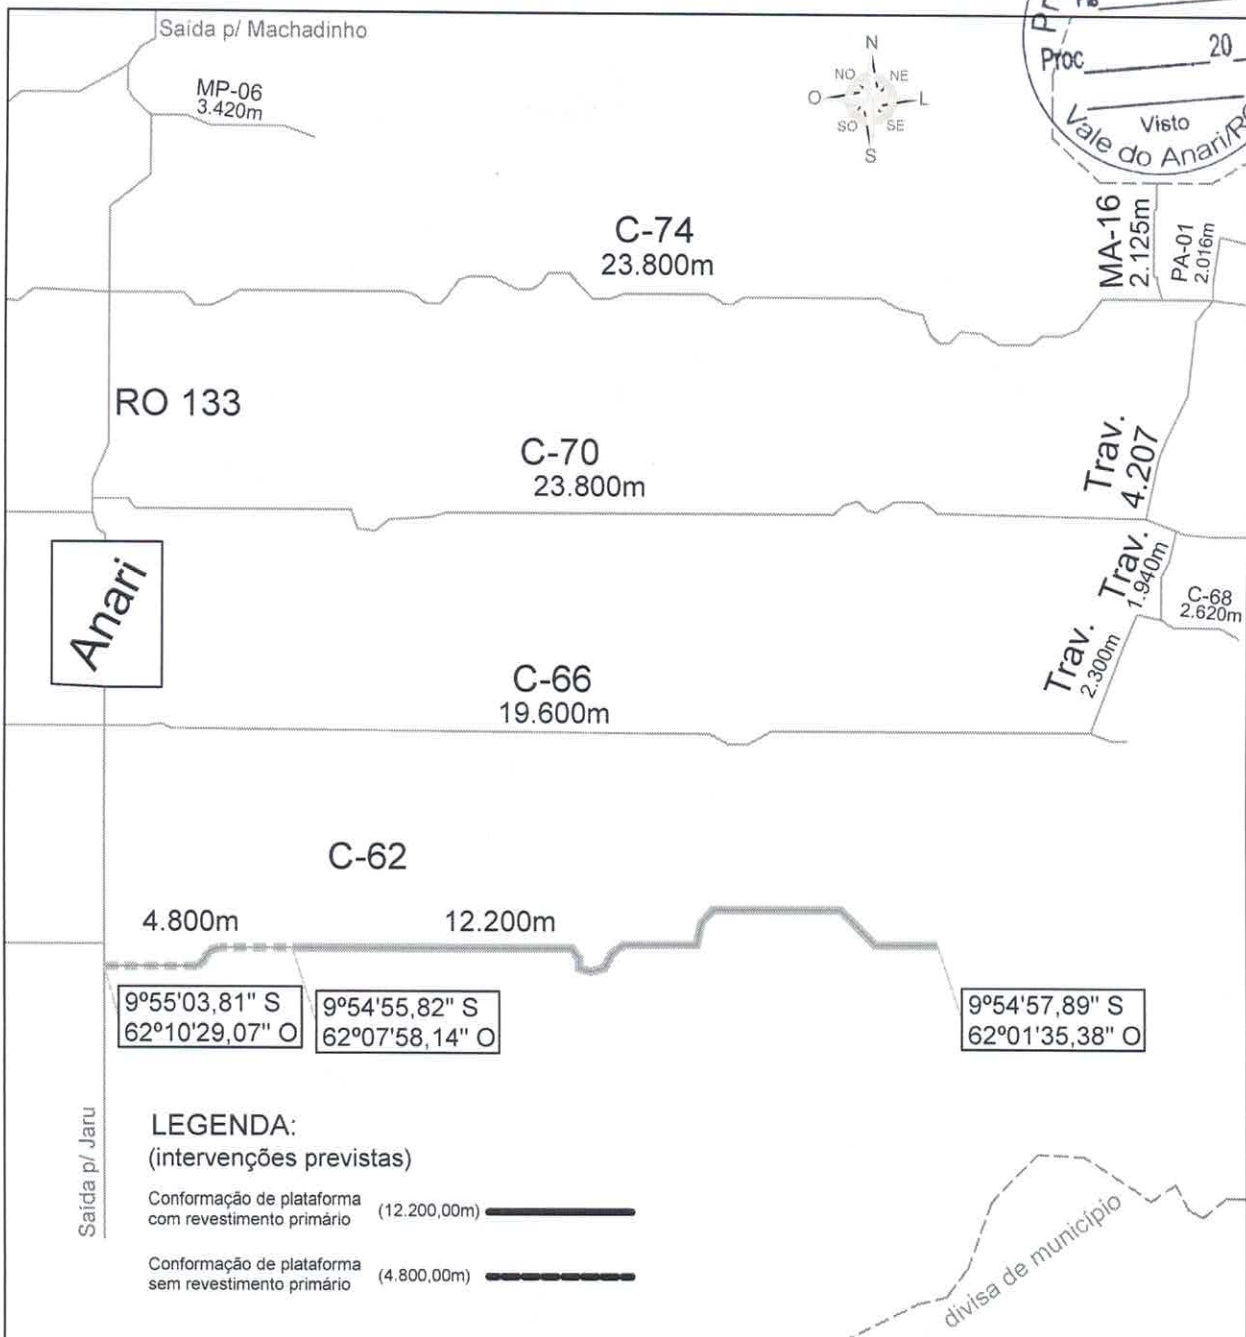 Saída p/ Machadinho
MP-06
3.420m
N
NO
NE
O
L
SO
SE
S
Proc 20
Visto
Vale do Anari/RO
C-74
23.800m
MA-16
2.125m
PA-01
2.016m
RO 133
C-70
23.800m
Trav.
4.207
Anari
Trav.
1.940m
C-68
2.620m
Trav.
2.300m
C-66
19.600m
C-62
4.800m
12.200m
9º55'03,81" S
62º10'29,07" O
9º54'55,82" S
62º07'58,14" O
9º54'57,89" S
62º01'35,38" O
Saída p/ Jaru
LEGENDA:
(intervenções previstas)
Conformação de plataforma
com revestimento primário (12.200,00m)
Conformação de plataforma
sem revestimento primário (4.800,00m)
divisa de município